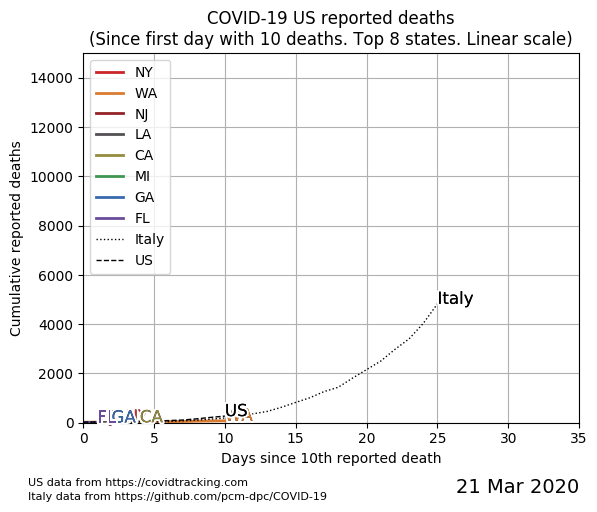 COVID-19 US reported deaths
(Since first day with 10 deaths. Top 8 states. Linear scale)
Cumulative reported deaths
14000
12000
10000
8000
6000
4000
2000
0
NY
WA
NJ
LA
CA
MI
GA
FL
Italy
US
Italy
US
GA
CA
0
5
10
15
20
25
30
35
Days since 10th reported death
US data from https://covidtracking.com
Italy data from https://github.com/pcm-dpc/COVID-19
21 Mar 2020